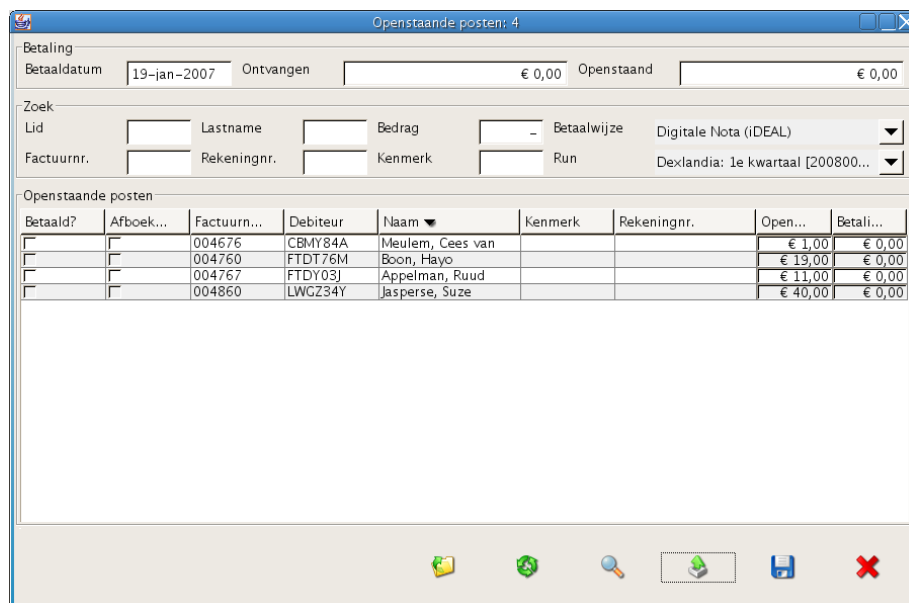 Openstaande posten: 4
Betaling
Betaaldatum 19-jan-2007 Ontvangen € 0,00 Openstaand € 0,00
Zoek
Lid Lastname Bedrag – Betaalwijze Digitale Nota (iDEAL)
Factuurnr. Rekeningnr. Kenmerk Run Dexlandia: 1e kwartaal [200800...
Openstaande posten
Betaald? Afboek... Factuurn... Debiteur Naam Kenmerk Rekeningnr. Open... Betali...
004676 CBMY84A Meulem, Cees van € 1,00 € 0,00
004760 FTDT76M Boon, Hayo € 19,00 € 0,00
004767 FTDY03J Appelman, Ruud € 11,00 € 0,00
004860 LWGZ34Y Jasperse, Suze € 40,00 € 0,00